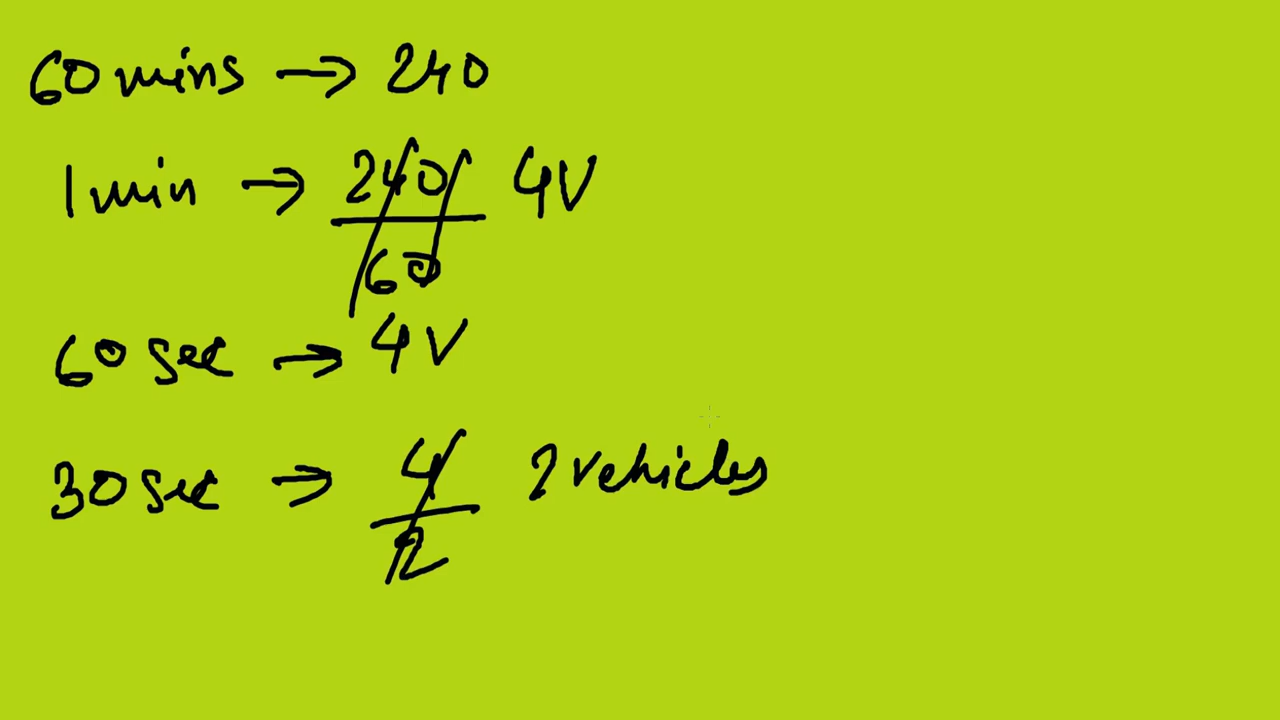 60 mins → 240
1 min → 240/60 4V
60 sec → 4V
30 sec → 4/2 2 vehicles